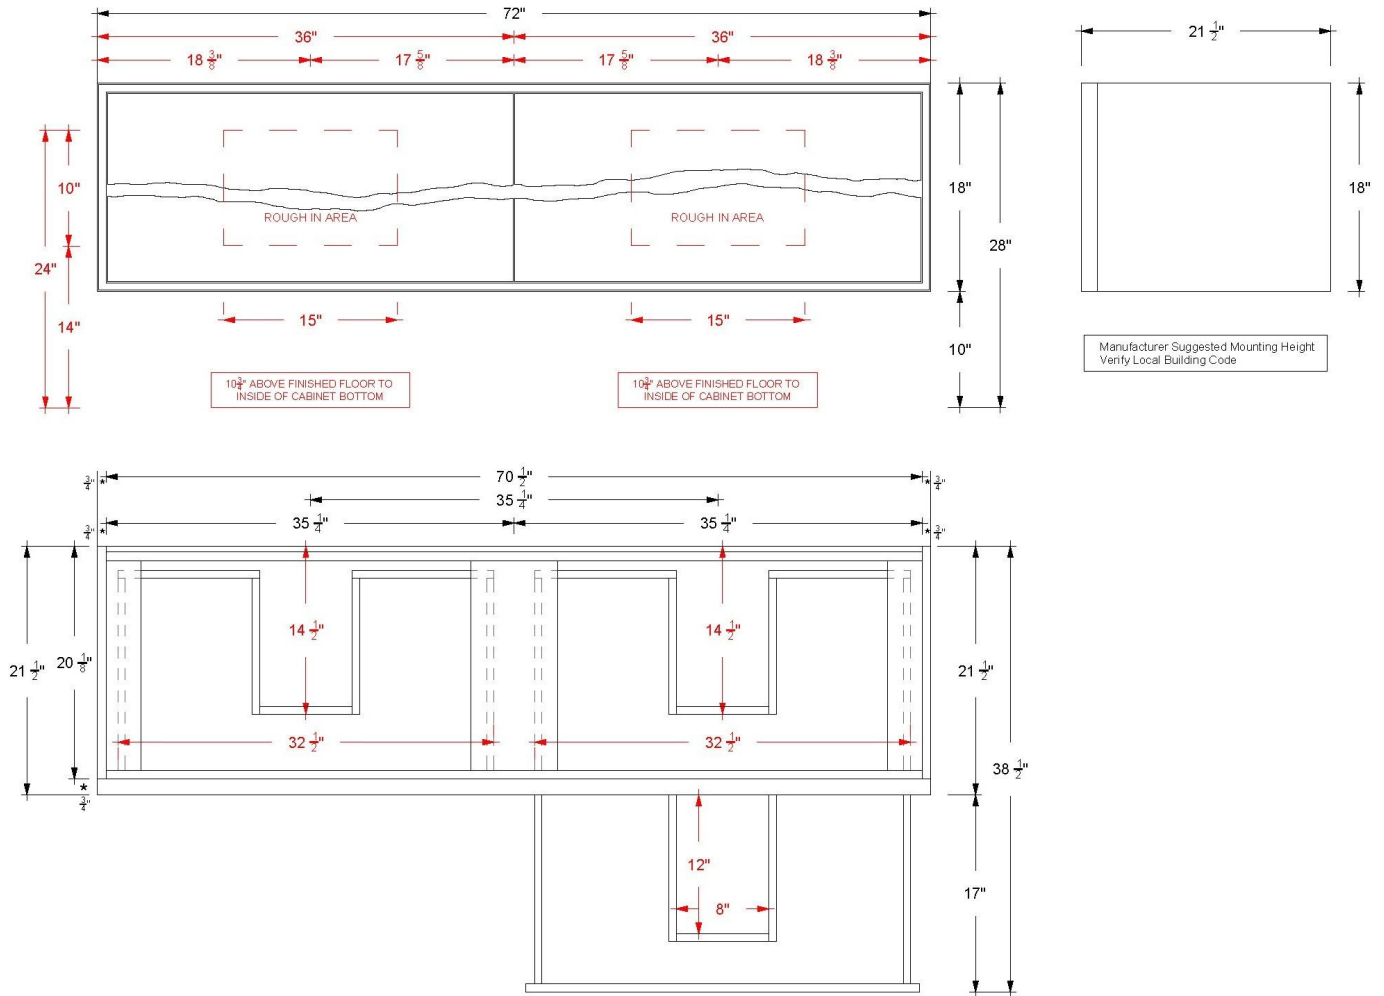 72"
36" 36"
18 3/8" 17 5/8" 17 5/8" 18 3/8"
21 1/2"
10"
24"
14"
ROUGH IN AREA ROUGH IN AREA
18"
28"
10"
18"
15" 15"
10 3/4" ABOVE FINISHED FLOOR TO
INSIDE OF CABINET BOTTOM
10 3/4" ABOVE FINISHED FLOOR TO
INSIDE OF CABINET BOTTOM
Manufacturer Suggested Mounting Height
Verify Local Building Code
3/4" * 70 1/2" * 3/4"
35 1/4"
3/4" * 35 1/4" 35 1/4" * 3/4"
14 1/2" 14 1/2"
21 1/2" 20 1/8" 21 1/2"
32 1/2" 32 1/2"
38 1/2"
*
3/4"
12"
8"
17"